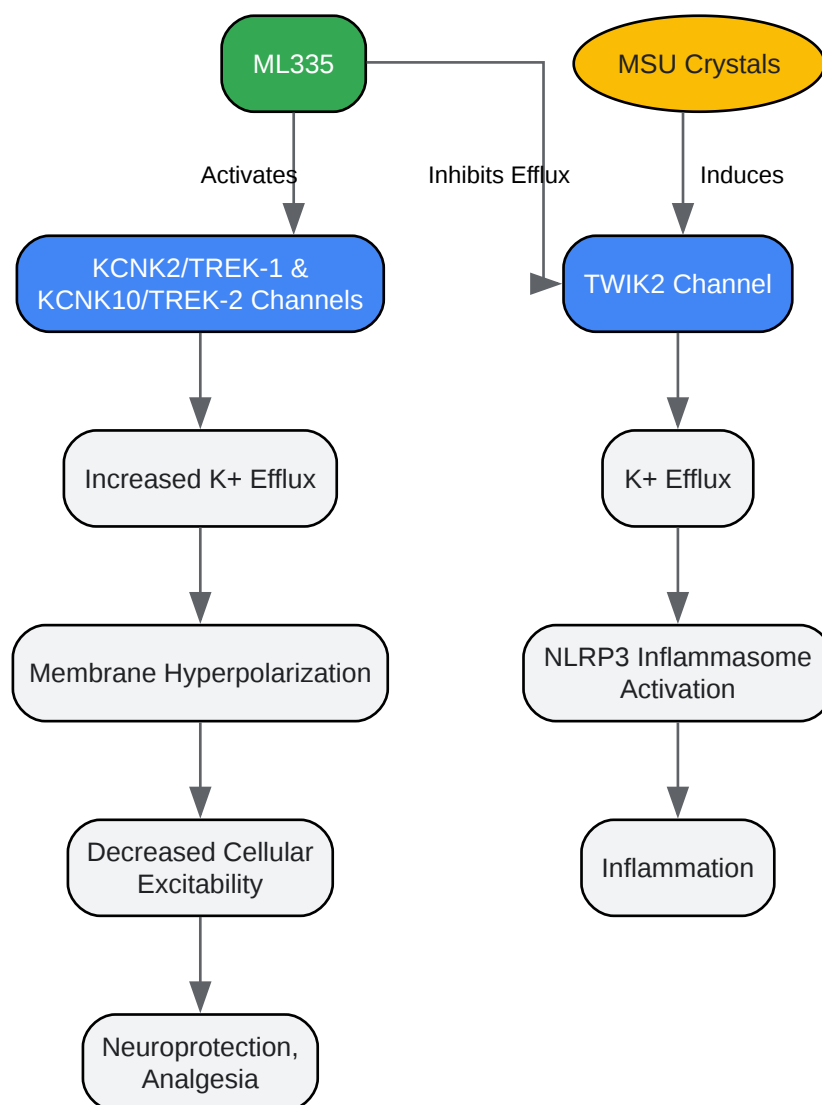 ML335
MSU Crystals
Activates
Inhibits Efflux
Induces
KCNK2/TREK-1 &
KCNK10/TREK-2 Channels
TWIK2 Channel
Increased K+ Efflux
K+ Efflux
Membrane Hyperpolarization
NLRP3 Inflammasome
Activation
Decreased Cellular
Excitability
Inflammation
Neuroprotection,
Analgesia